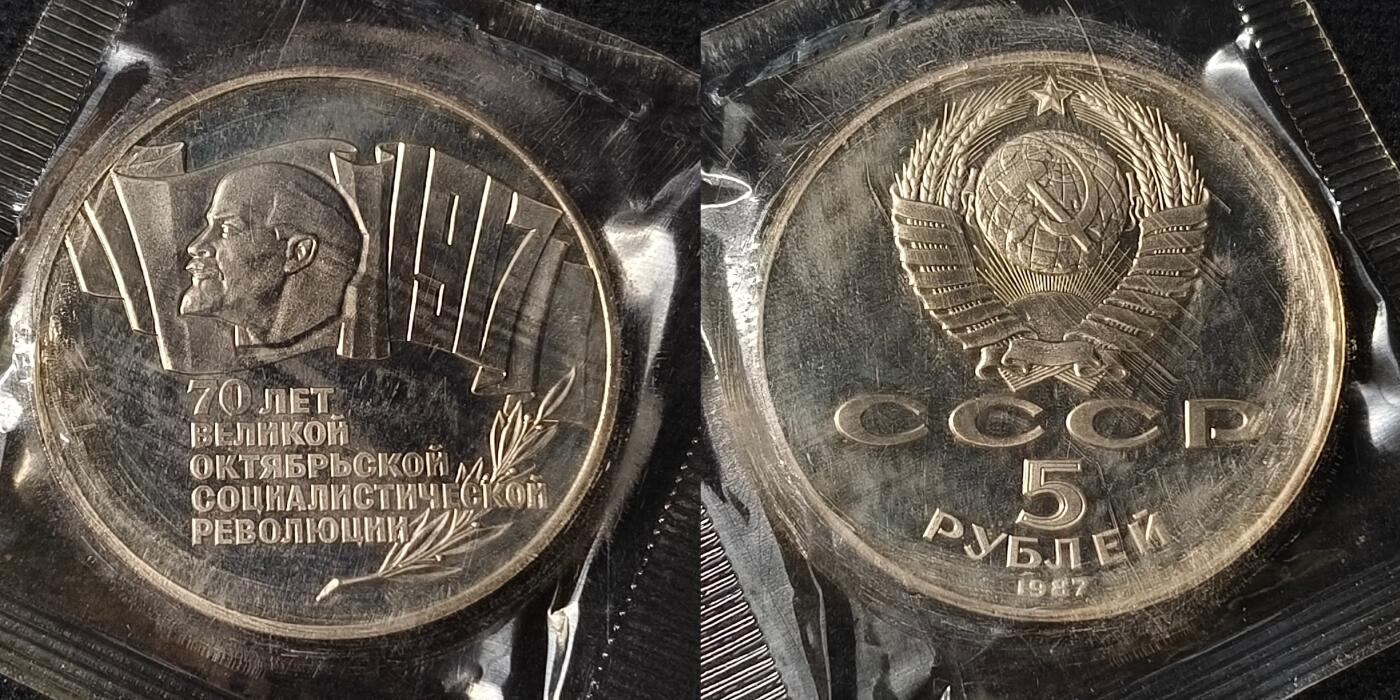 1917
70 ЛЕТ
ВЕЛИКОЙ
ОКТЯБРЬСКОЙ
СОЦИАЛИСТИЧЕСКОЙ
РЕВОЛЮЦИИ
СССР
5
РУБЛЕЙ
1987